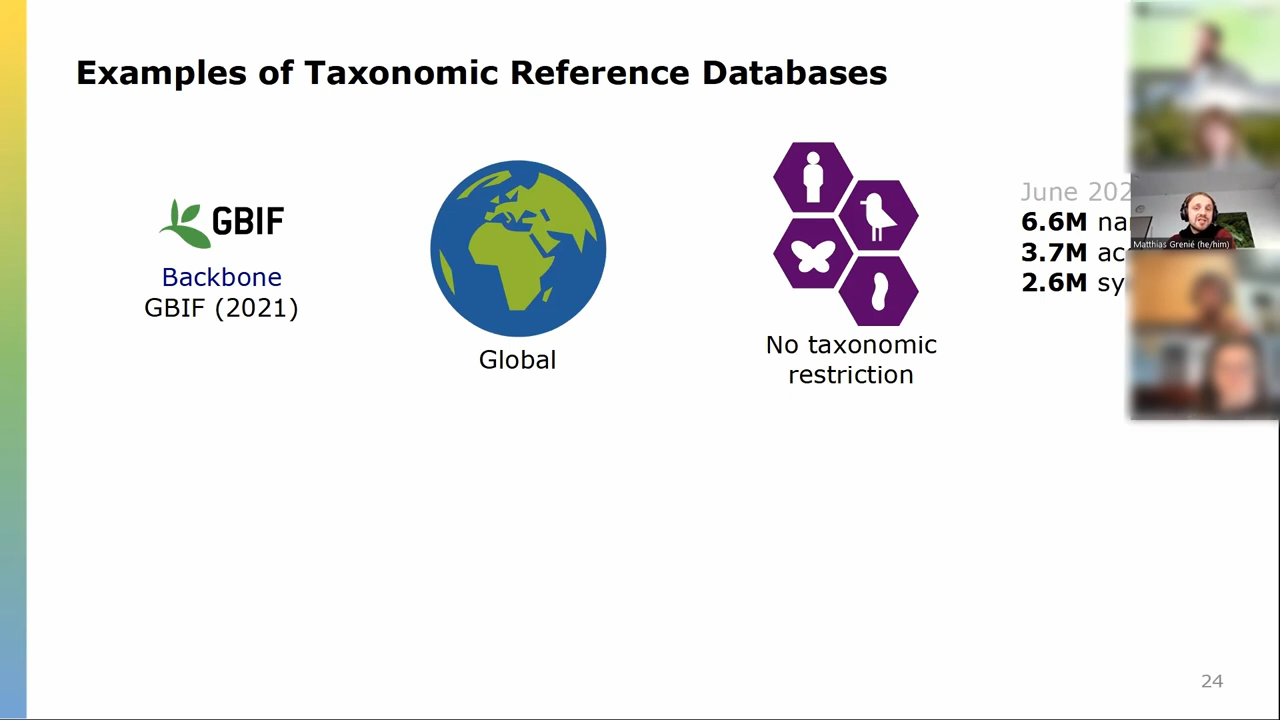 Examples of Taxonomic Reference Databases
GBIF
Backbone
GBIF (2021)
Global
No taxonomic
restriction
June 202
6.6M na
3.7M ac
2.6M sy
Matthias Grenié (he/him)
24